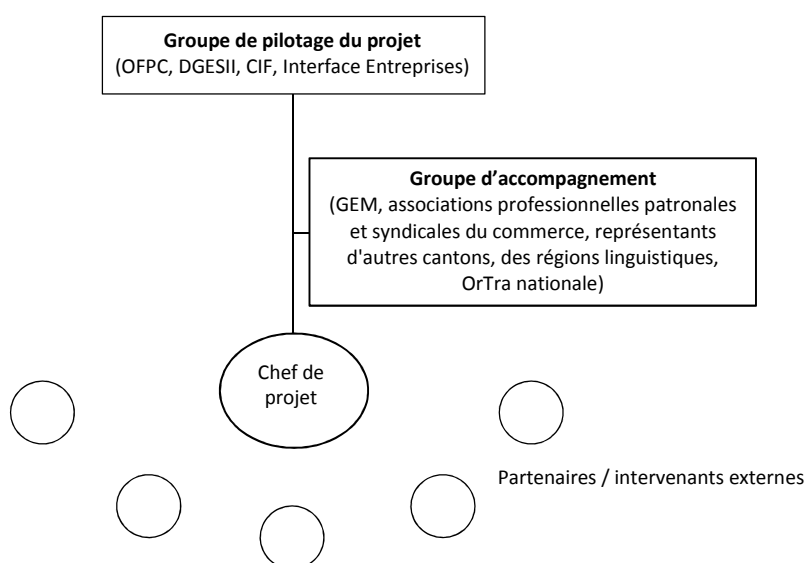 Groupe de pilotage du projet
(OFPC, DGESII, CIF, Interface Entreprises)
Groupe d’accompagnement
(GEM, associations professionnelles patronales
et syndicales du commerce, représentants
d'autres cantons, des régions linguistiques,
OrTra nationale)
Chef de
projet
Partenaires / intervenants externes